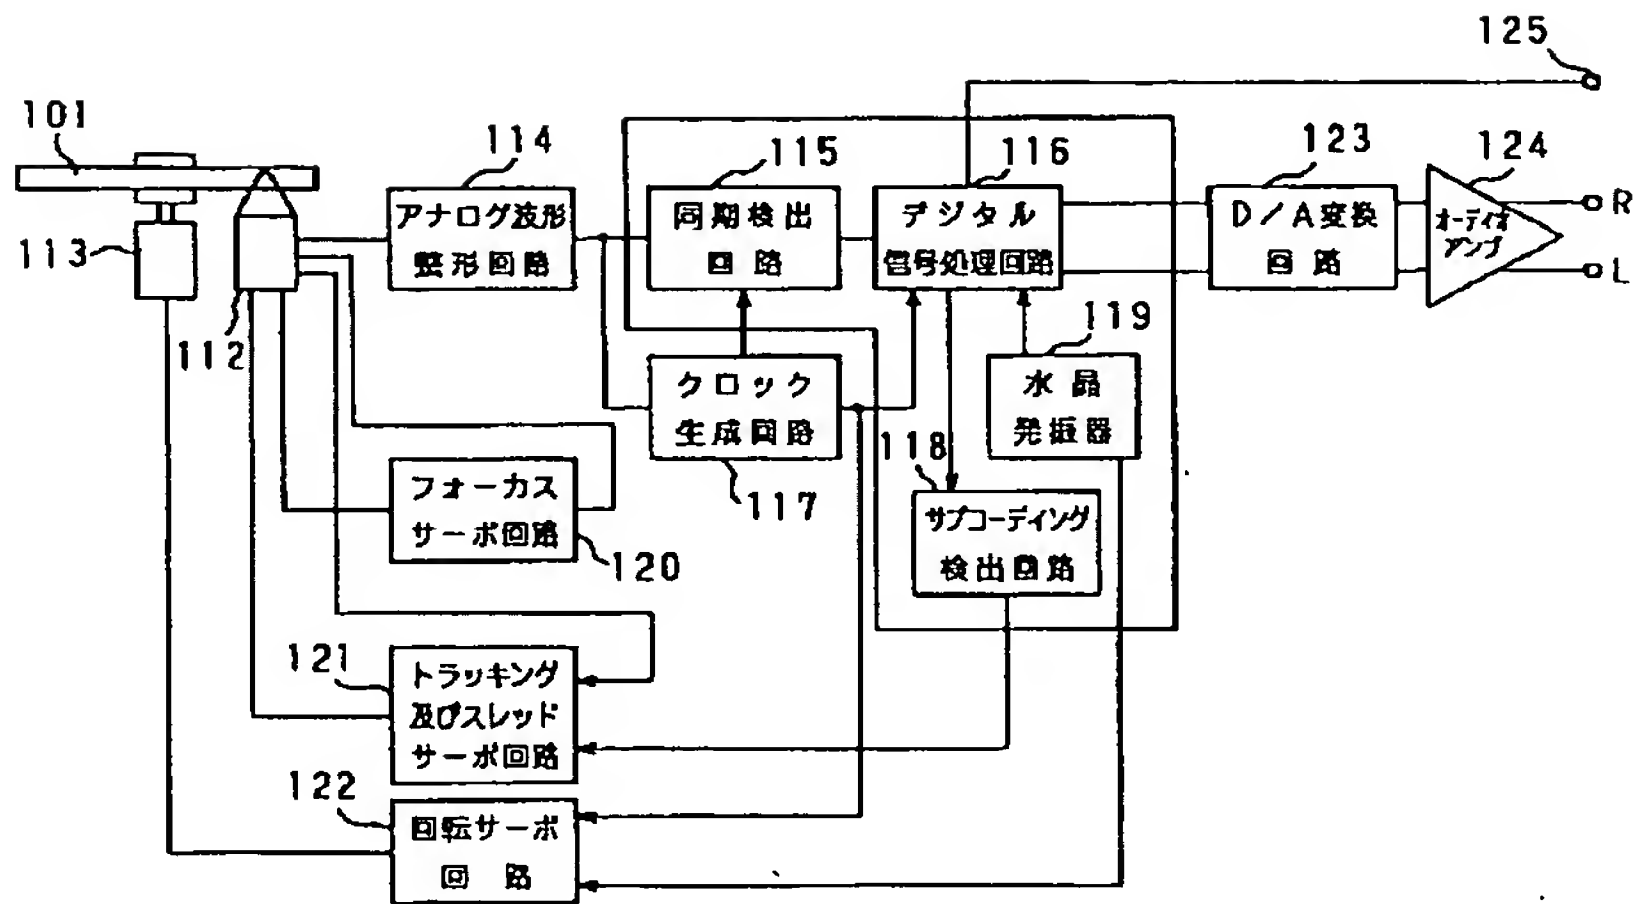 125
101
114
115
116
123
124
アナログ波形
整形回路
同期検出
回路
デジタル
信号処理回路
D/A変換
回路
オーディオ
アンプ
R
L
113
112
119
クロック
生成回路
水晶
発振器
118
117
フォーカス
サーボ回路
120
サブコーディング
検出回路
121
トラッキング
及びスレッド
サーボ回路
122
回転サーボ
回路